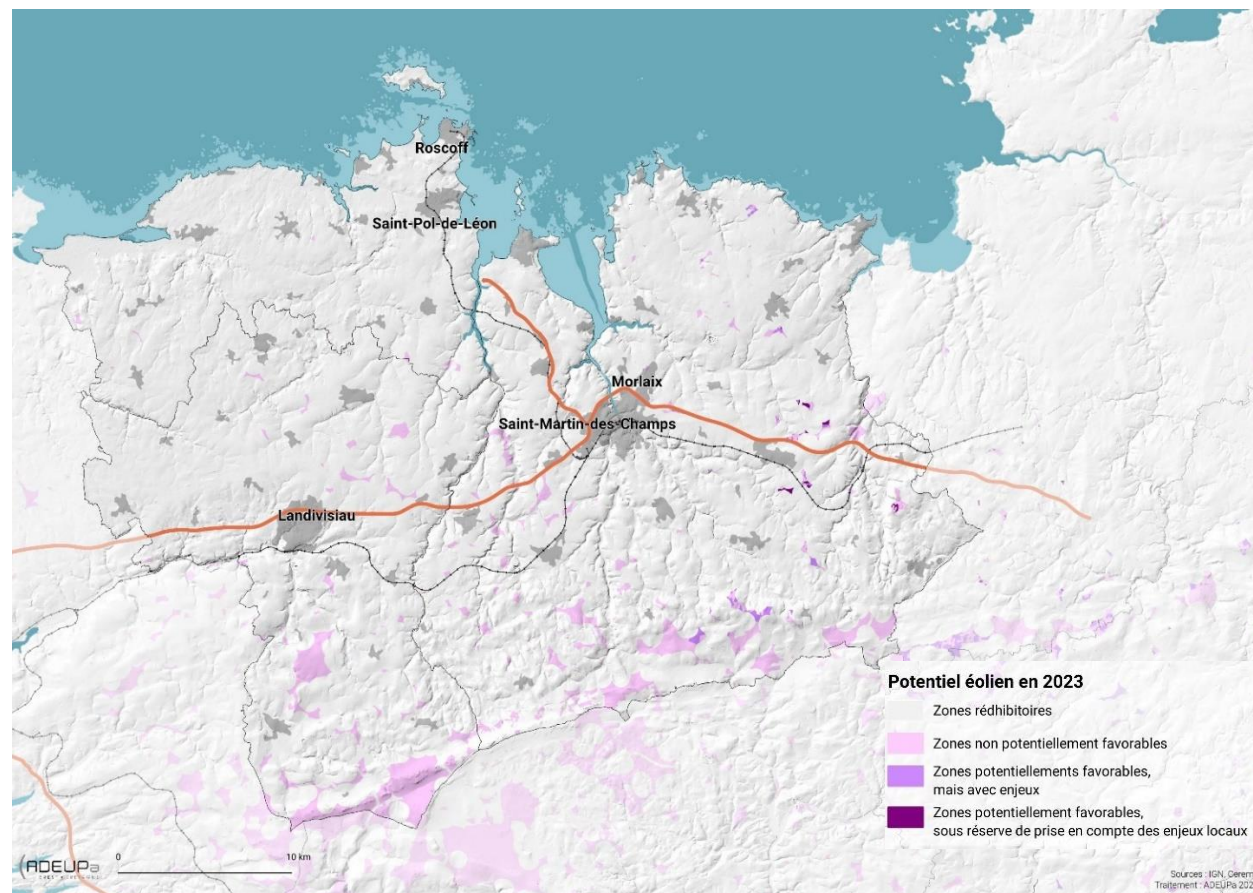 Roscoff
Saint-Pol-de-Léon
Morlaix
Saint-Martin-des-Champs
Landivisiau
Potentiel éolien en 2023
Zones rédhibitoires
Zones non potentiellement favorables
Zones potentiellements favorables,
mais avec enjeux
Zones potentiellement favorables,
sous réserve de prise en compte des enjeux locaux
ADEUPa
0
10 km
Sources : IGN, Cerem
Traitement : ADEUPa 202